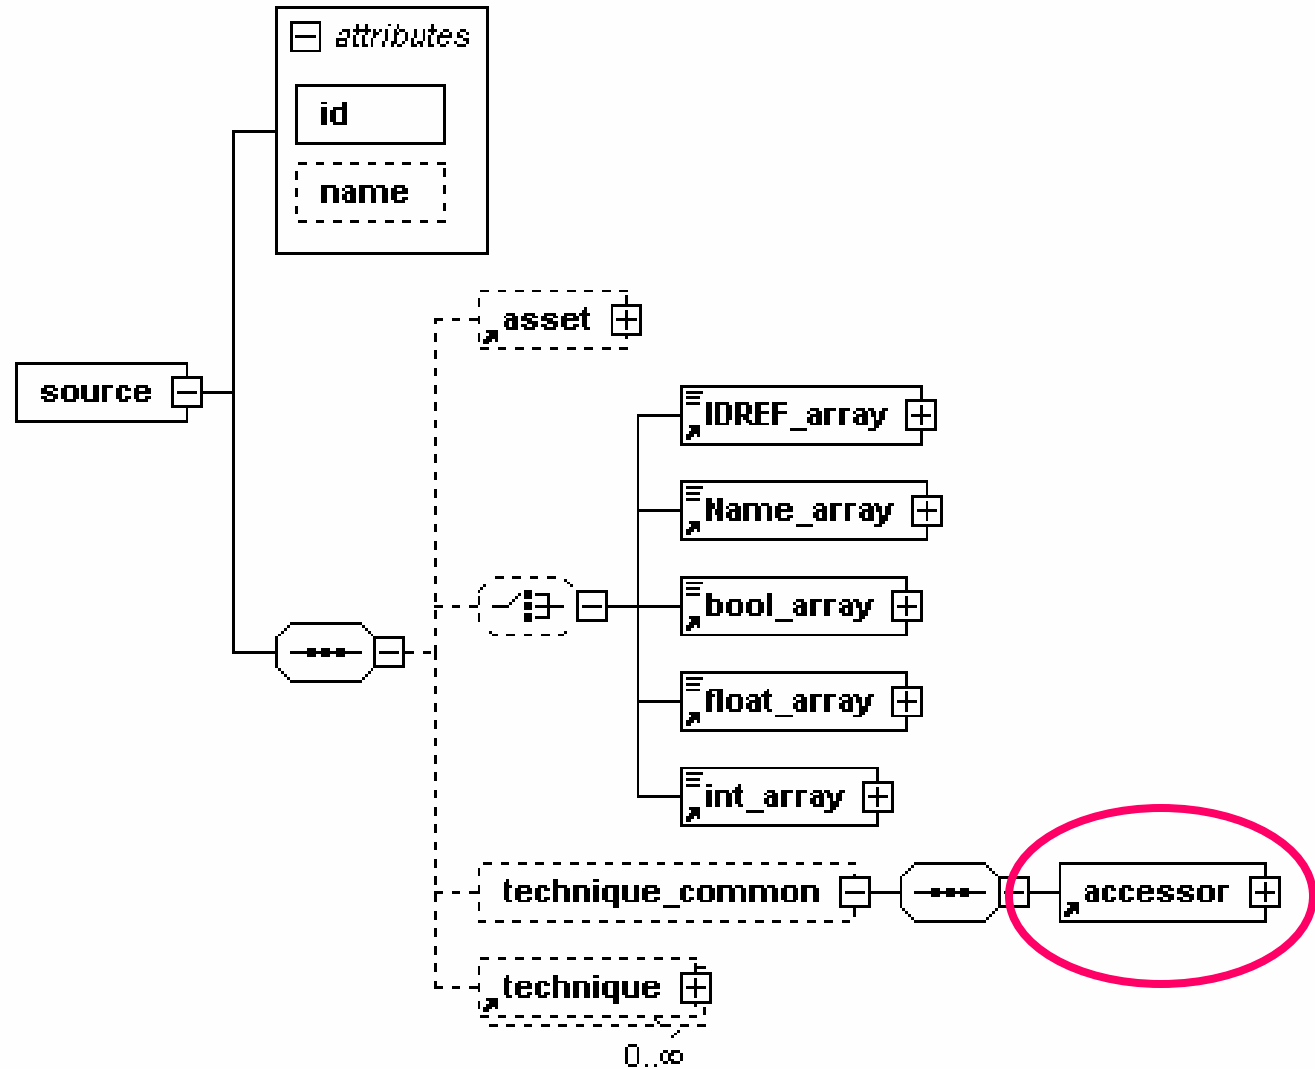 attributes
id
name
asset
source
IDREF_array
Name_array
bool_array
float_array
int_array
technique_common
accessor
technique
0..∞